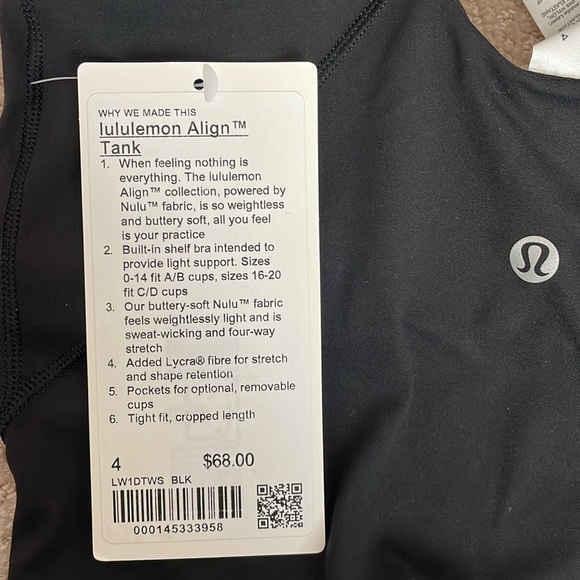 WHY WE MADE THIS
lululemon Align™
Tank
1. When feeling nothing is
everything. The lululemon
Align™ collection, powered by
Nulu™ fabric, is so weightless
and buttery soft, all you feel
is your practice
2. Built-in shelf bra intended to
provide light support. Sizes
0-14 fit A/B cups, sizes 16-20
fit C/D cups
3. Our buttery-soft Nulu™ fabric
feels weightlessly light and is
sweat-wicking and four-way
stretch
4. Added Lycra® fibre for stretch
and shape retention
5. Pockets for optional, removable
cups
6. Tight fit, cropped length
4 $68.00
LW1DTWS BLK
000145333958
4